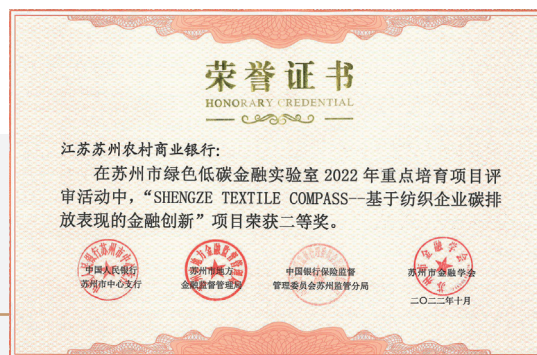 荣誉证书
HONORARY CREDENTIAL
江苏苏州农村商业银行:
在苏州市绿色低碳金融实验室 2022 年重点培育项目评
审活动中，“SHENGZE TEXTILE COMPASS--基于纺织企业碳排
放表现的金融创新”项目荣获二等奖。
中国人民银行
苏州市中心支行
苏州市地方
金融监督管理局
中国银行保险监督
管理委员会苏州监管分局
苏州市金融学会
二〇二二年十月